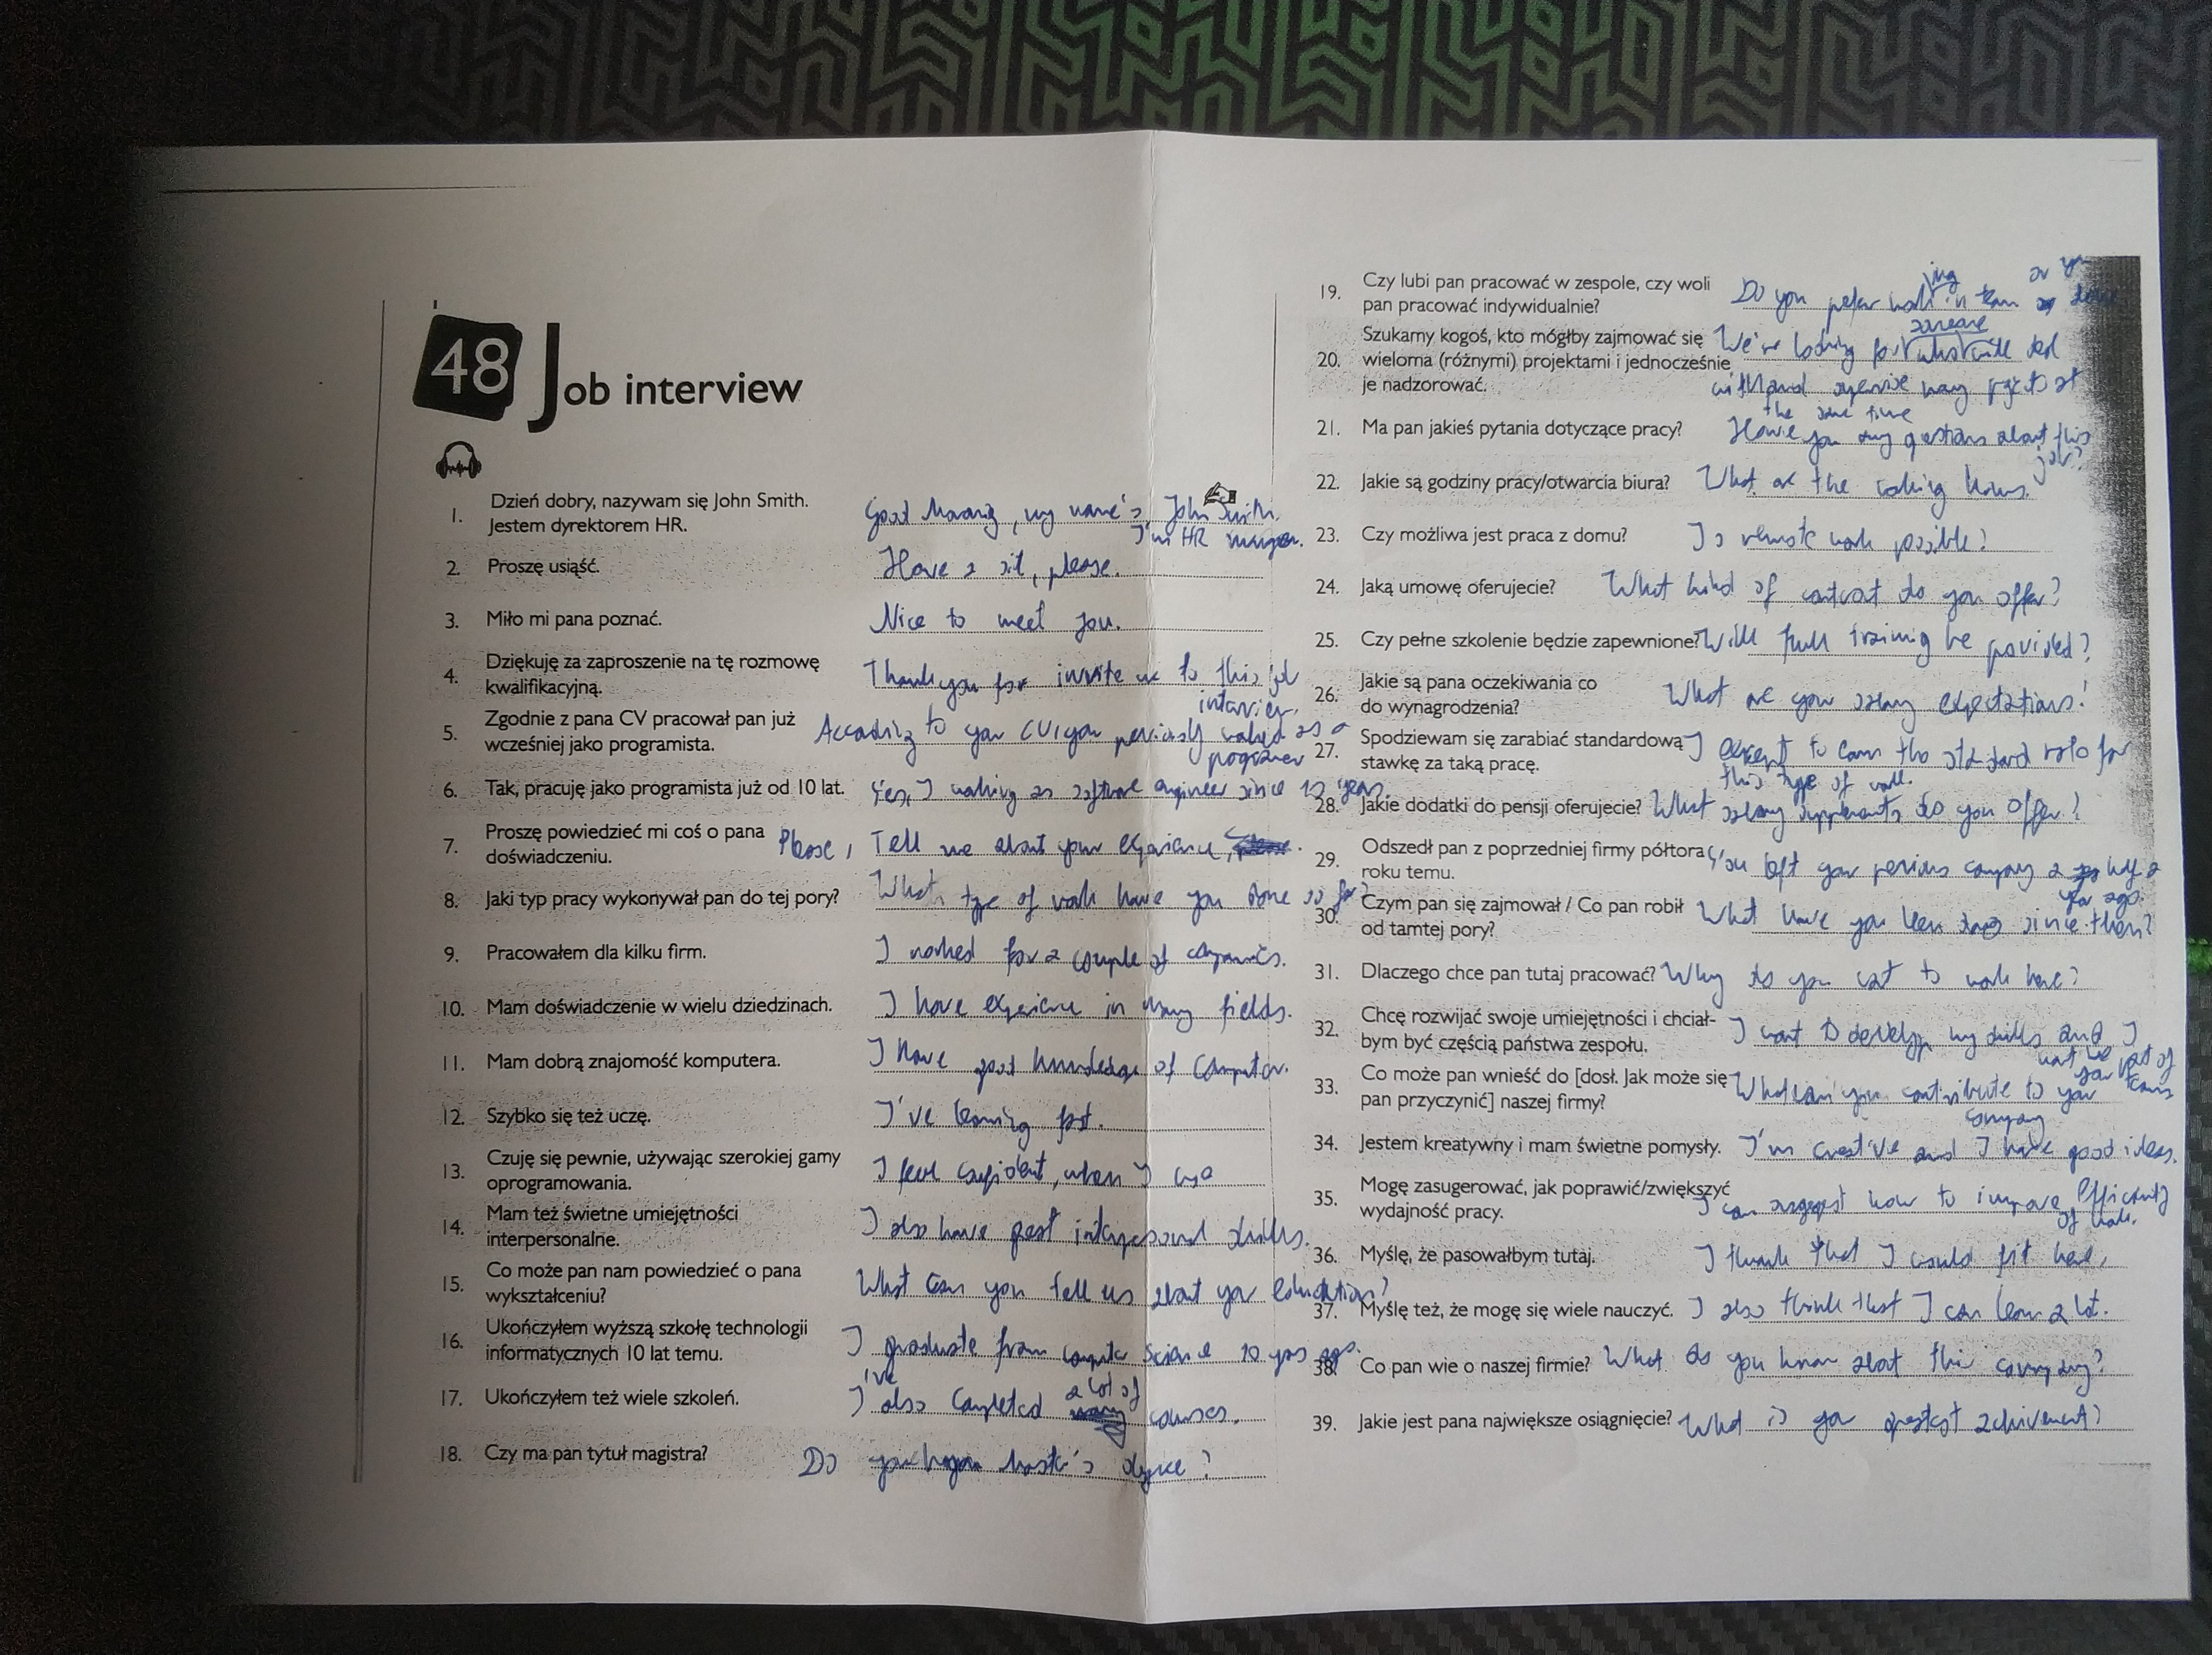 48 Job interview
1. Dzień dobry, nazywam się John Smith.
Jestem dyrektorem HR.
Good Morning, my name's John Smith.
I'm HR manager.
2. Proszę usiąść.
Have a sit, please.
3. Miło mi pana poznać.
Nice to meet you.
4. Dziękuję za zaproszenie na tę rozmowę
kwalifikacyjną.
Thank you for invite me to this job
interview.
5. Zgodnie z pana CV pracował pan już
wcześniej jako programista.
According to your CV, you previously worked as a
programmer
6. Tak, pracuję jako programista już od 10 lat.
Yes, I working as software engineer since 10 years.
7. Proszę powiedzieć mi coś o pana
doświadczeniu.
Please, Tell me about your experience
8. Jaki typ pracy wykonywał pan do tej pory?
What type of work have you done so far?
9. Pracowałem dla kilku firm.
I worked for a couple of companies.
10. Mam doświadczenie w wielu dziedzinach.
I have experience in many fields.
11. Mam dobrą znajomość komputera.
I have good knowledge of computer.
12. Szybko się też uczę.
I've learning fast.
13. Czuję się pewnie, używając szerokiej gamy
oprogramowania.
I feel confident, when I use
14. Mam też świetne umiejętności
interpersonalne.
I also have great interpersonal skills.
15. Co może pan nam powiedzieć o pana
wykształceniu?
What can you tell us about your education?
16. Ukończyłem wyższą szkołę technologii
informatycznych 10 lat temu.
I graduate from computer science 10 years ago.
17. Ukończyłem też wiele szkoleń.
I've also completed a lot of courses.
18. Czy ma pan tytuł magistra?
Do you have master's degree?
19. Czy lubi pan pracować w zespole, czy woli
pan pracować indywidualnie?
Do you prefer working in team or alone
20. Szukamy kogoś, kto mógłby zajmować się
wieloma (różnymi) projektami i jednocześnie
je nadzorować.
We're looking for someone who will deal
with and supervise many projects at
the same time
21. Ma pan jakieś pytania dotyczące pracy?
Have you any questions about this
job?
22. Jakie są godziny pracy/otwarcia biura?
What are the working hours.
23. Czy możliwa jest praca z domu?
Is remote work possible?
24. Jaką umowę oferujecie?
What kind of contract do you offer?
25. Czy pełne szkolenie będzie zapewnione?
Will full training be provided?
26. Jakie są pana oczekiwania co
do wynagrodzenia?
What are your salary expectations?
27. Spodziewam się zarabiać standardową
stawkę za taką pracę.
I expect to earn the standard rate for
this type of work.
28. Jakie dodatki do pensji oferujecie?
What salary supplements do you offer?
29. Odszedł pan z poprzedniej firmy półtora
roku temu.
You left your previous company a half a
year ago.
30. Czym pan się zajmował / Co pan robił
od tamtej pory?
What have you been doing since then?
31. Dlaczego chce pan tutaj pracować?
Why do you want to work here?
32. Chcę rozwijać swoje umiejętności i chciał-
bym być częścią państwa zespołu.
I want to develop my skills and I
want be part of
your team
33. Co może pan wnieść do [dosł. Jak może się
pan przyczynić] naszej firmy?
What can you contribute to your
company
34. Jestem kreatywny i mam świetne pomysły.
I'm creative and I have good ideas.
35. Mogę zasugerować, jak poprawić/zwiększyć
wydajność pracy.
I can suggest how to improve efficiently
of work.
36. Myślę, że pasowałbym tutaj.
I think that I could fit here,
37. Myślę też, że mogę się wiele nauczyć.
I also think that I can learn a lot.
38. Co pan wie o naszej firmie?
What do you know about this company?
39. Jakie jest pana największe osiągnięcie?
What is your greatest achivement?